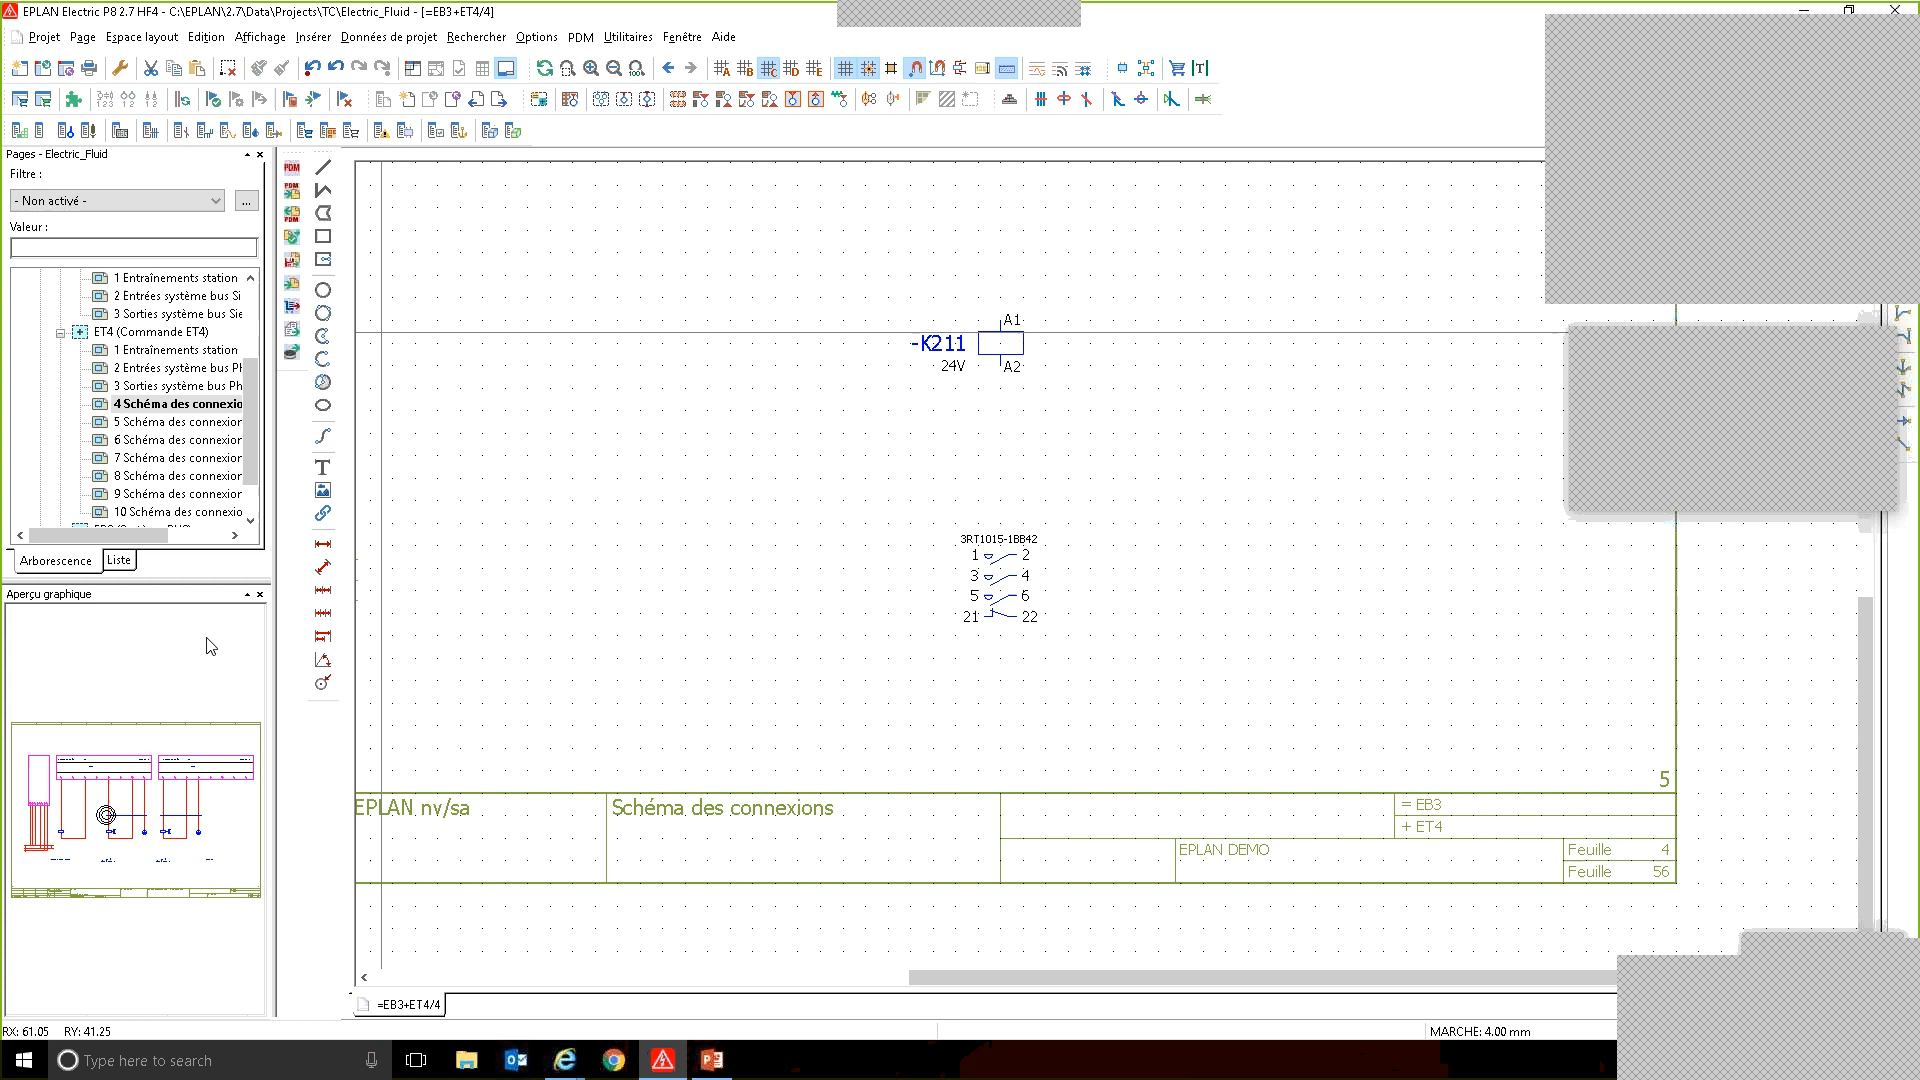 EPLAN Electric P8 2.7 HF4 - C:\EPLAN\2.7\Data\Projects\TC\Electric_Fluid - [=EB3+ET4/4]
Projet Page Espace layout Edition Affichage Insérer Données de projet Rechercher Options PDM Utilitaires Fenêtre Aide
Pages - Electric_Fluid
Filtre :
- Non activé -
...
Valeur :
1 Entraînements station
2 Entrées système bus Si
3 Sorties système bus Sie
ET4 (Commande ET4)
1 Entraînements station
2 Entrées système bus Ph
3 Sorties système bus Ph
4 Schéma des connexio
5 Schéma des connexior
6 Schéma des connexior
7 Schéma des connexior
8 Schéma des connexior
9 Schéma des connexior
10 Schéma des connexio
Arborescence Liste
Aperçu graphique
A1
-K211
24V
A2
3RT1015-1BB42
1 2
3 4
5 6
21 22
5
EPLAN nv/sa
Schéma des connexions
= EB3
+ ET4
EPLAN DEMO
Feuille 4
Feuille 56
=EB3+ET4/4
RX: 61.05 RY: 41.25
MARCHE: 4.00 mm
Type here to search